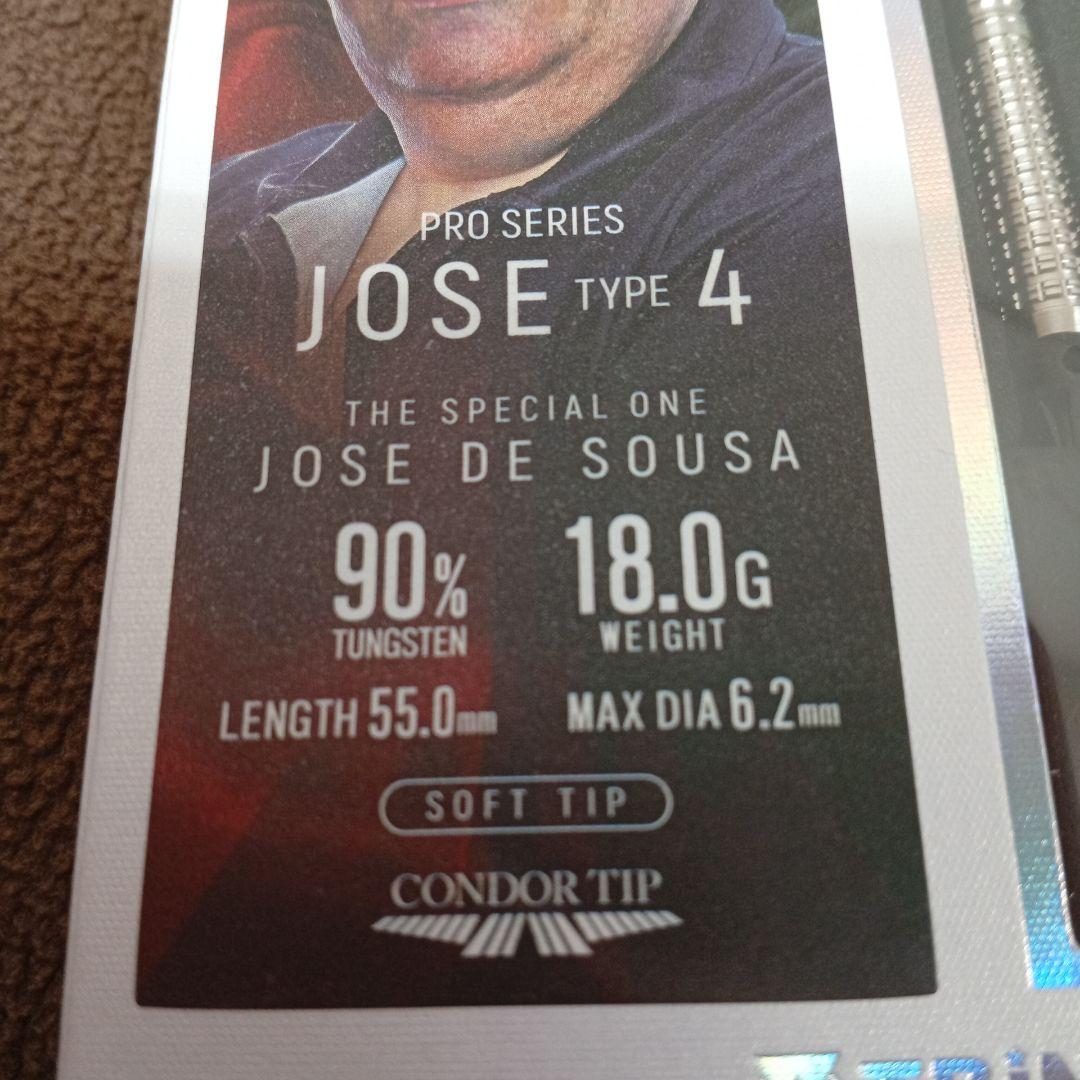 PRO SERIES
JOSE TYPE 4
THE SPECIAL ONE
JOSE DE SOUSA
90% 18.0G
TUNGSTEN WEIGHT
LENGTH 55.0mm MAX DIA 6.2mm
SOFT TIP
CONDOR TIP